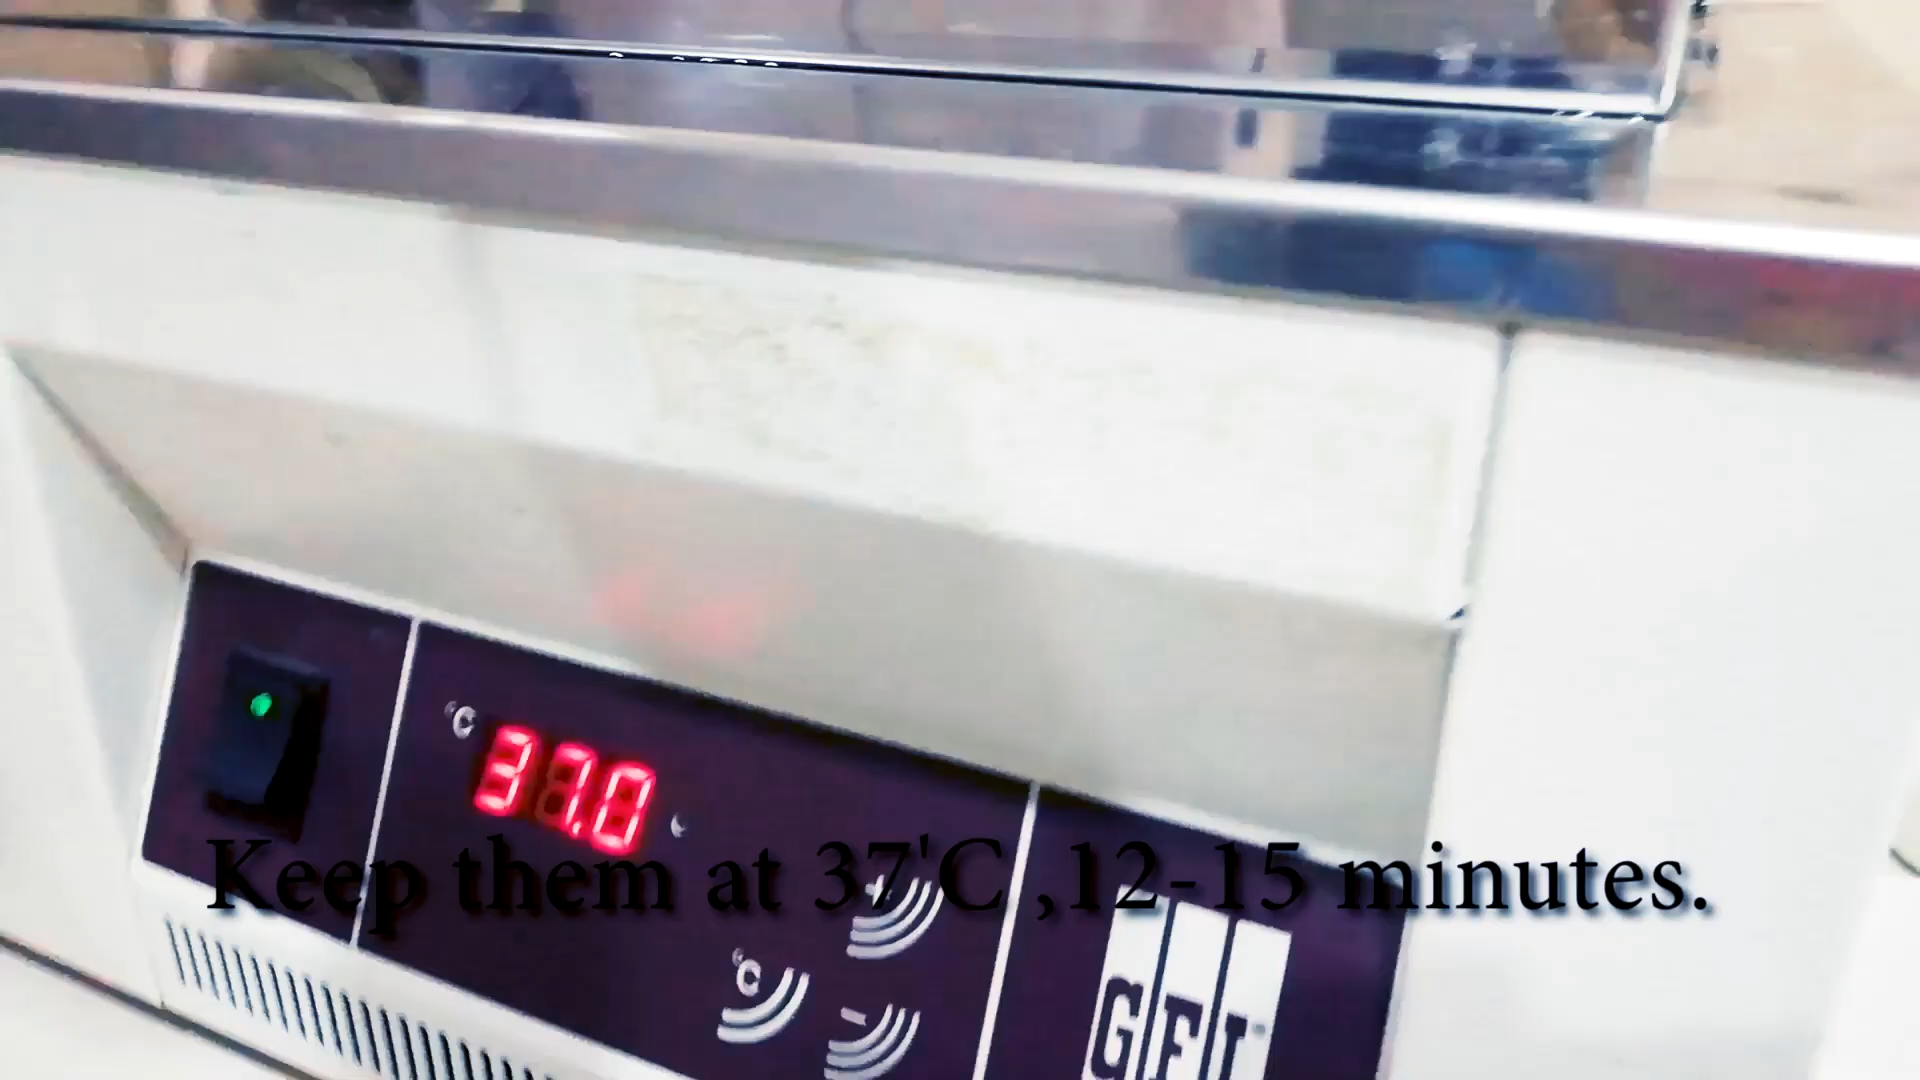 °C 37.0
Keep them at 37'C ,12-15 minutes.
+
°C
-
GFL